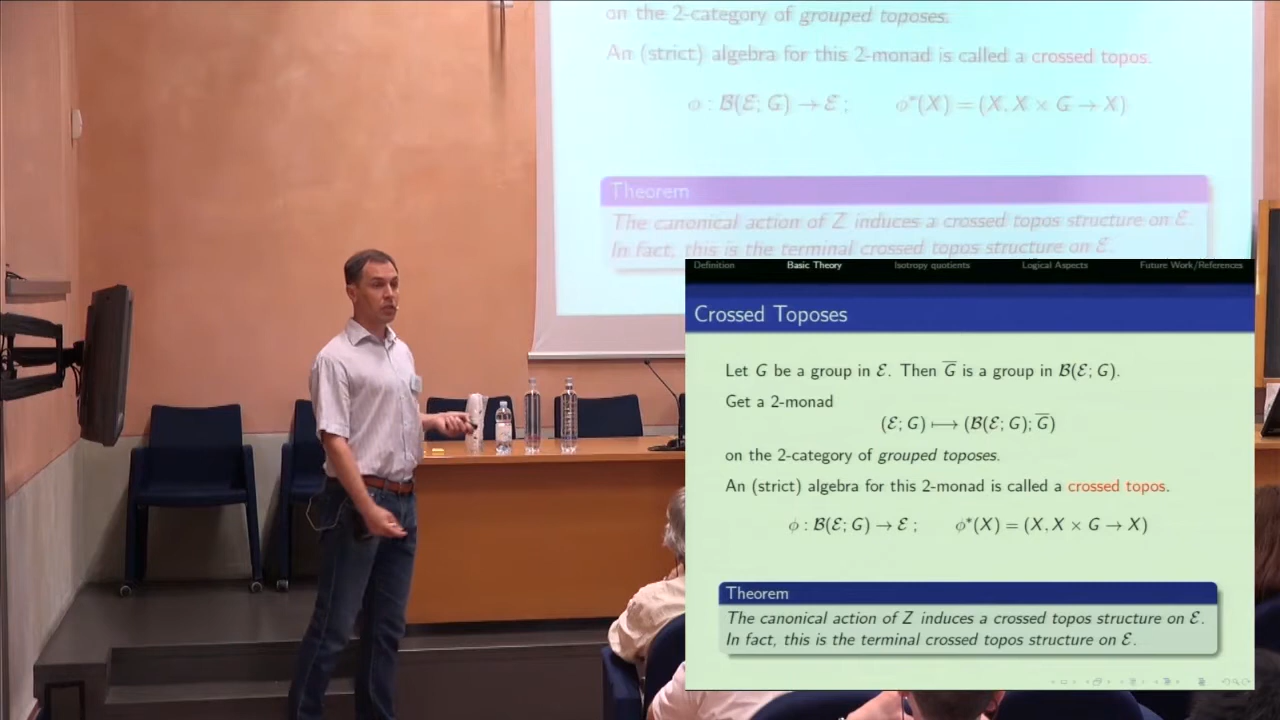 on the 2-category of grouped toposes.
An (strict) algebra for this 2-monad is called a crossed topos.
ϕ : ℬ(ℰ; G) → ℰ ; ϕ*(X) = (X, X × G → X)
Theorem
The canonical action of Z induces a crossed topos structure on ℰ.
In fact, this is the terminal crossed topos structure on ℰ.
Definition Basic Theory Isotropy quotients Logical Aspects Future Work/References
Crossed Toposes
Let G be a group in ℰ. Then G̅ is a group in ℬ(ℰ; G).
Get a 2-monad
(ℰ; G) ⟼ (ℬ(ℰ; G); G̅)
on the 2-category of grouped toposes.
An (strict) algebra for this 2-monad is called a crossed topos.
ϕ : ℬ(ℰ; G) → ℰ ; ϕ*(X) = (X, X × G → X)
Theorem
The canonical action of Z induces a crossed topos structure on ℰ.
In fact, this is the terminal crossed topos structure on ℰ.